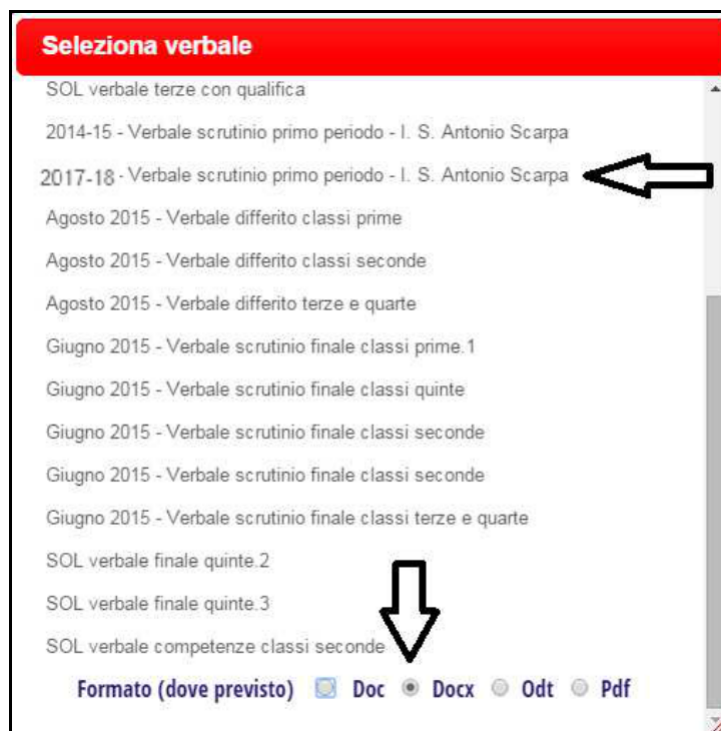 Seleziona verbale
SOL verbale terze con qualifica
2014-15 - Verbale scrutinio primo periodo - I. S. Antonio Scarpa
2017-18 - Verbale scrutinio primo periodo - I. S. Antonio Scarpa
Agosto 2015 - Verbale differito classi prime
Agosto 2015 - Verbale differito classi seconde
Agosto 2015 - Verbale differito terze e quarte
Giugno 2015 - Verbale scrutinio finale classi prime.1
Giugno 2015 - Verbale scrutinio finale classi quinte
Giugno 2015 - Verbale scrutinio finale classi seconde
Giugno 2015 - Verbale scrutinio finale classi seconde
Giugno 2015 - Verbale scrutinio finale classi terze e quarte
SOL verbale finale quinte.2
SOL verbale finale quinte.3
SOL verbale competenze classi seconde
Formato (dove previsto) Doc Docx Odt Pdf